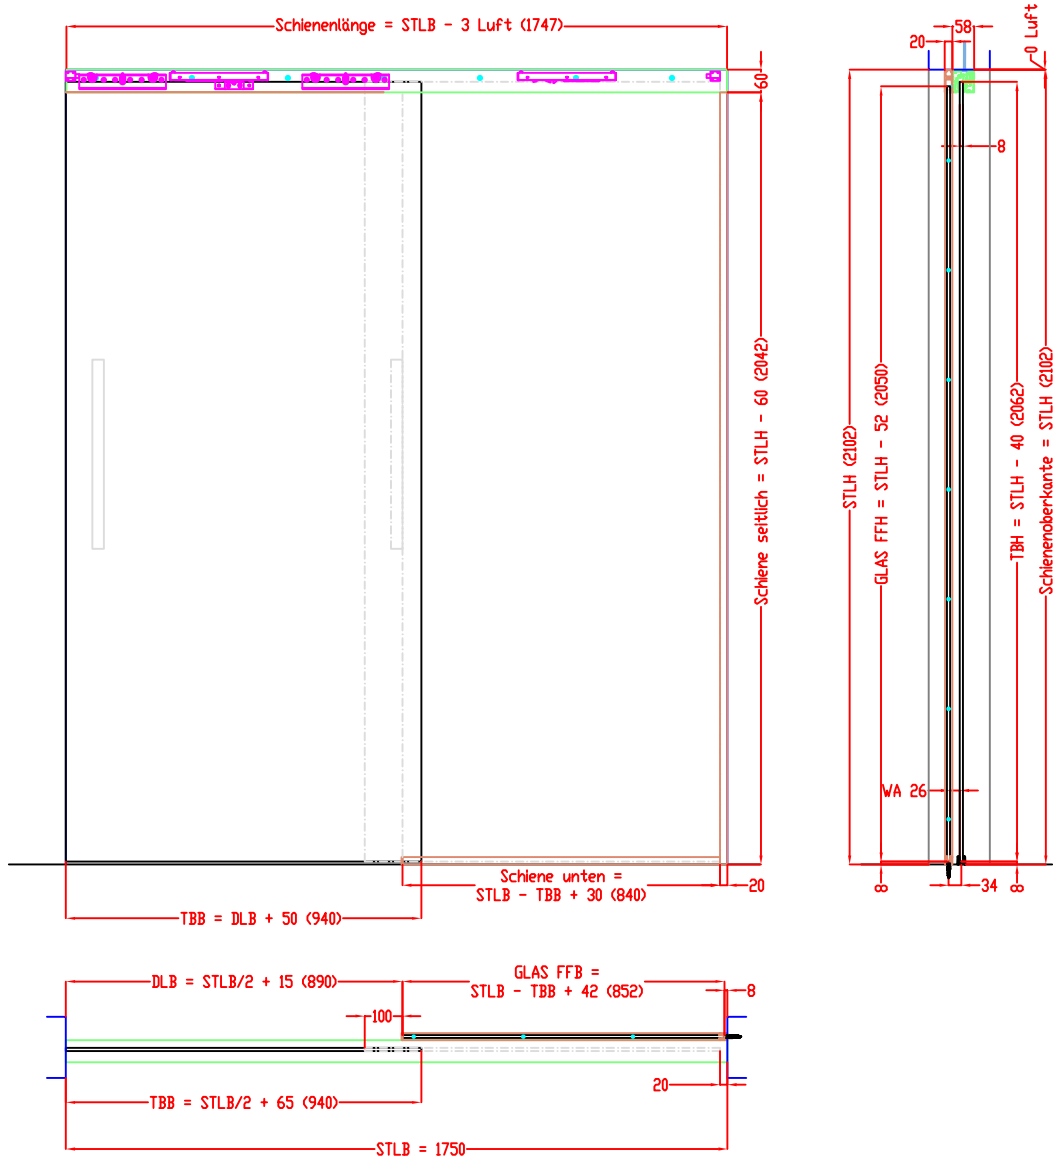 Schienenlänge = STLB - 3 Luft (1747)
58
20
0 Luft
60
8
Schiene seitlich = STLH - 60 (2042)
STLH (2102)
GLAS FFH = STLH - 52 (2050)
TBH = STLH - 40 (2062)
Schienenoberkante = STLH (2102)
WA 26
Schiene unten =
STLB - TBB + 30 (840)
20
8
34
8
TBB = DLB + 50 (940)
DLB = STLB/2 + 15 (890)
GLAS FFB =
STLB - TBB + 42 (852)
8
100
20
TBB = STLB/2 + 65 (940)
STLB = 1750